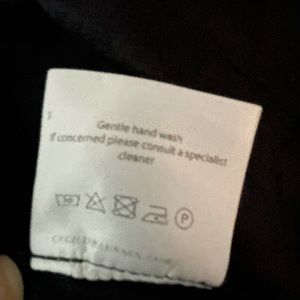 Gentle hand wash
If concerned please consult a specialist
cleaner
P